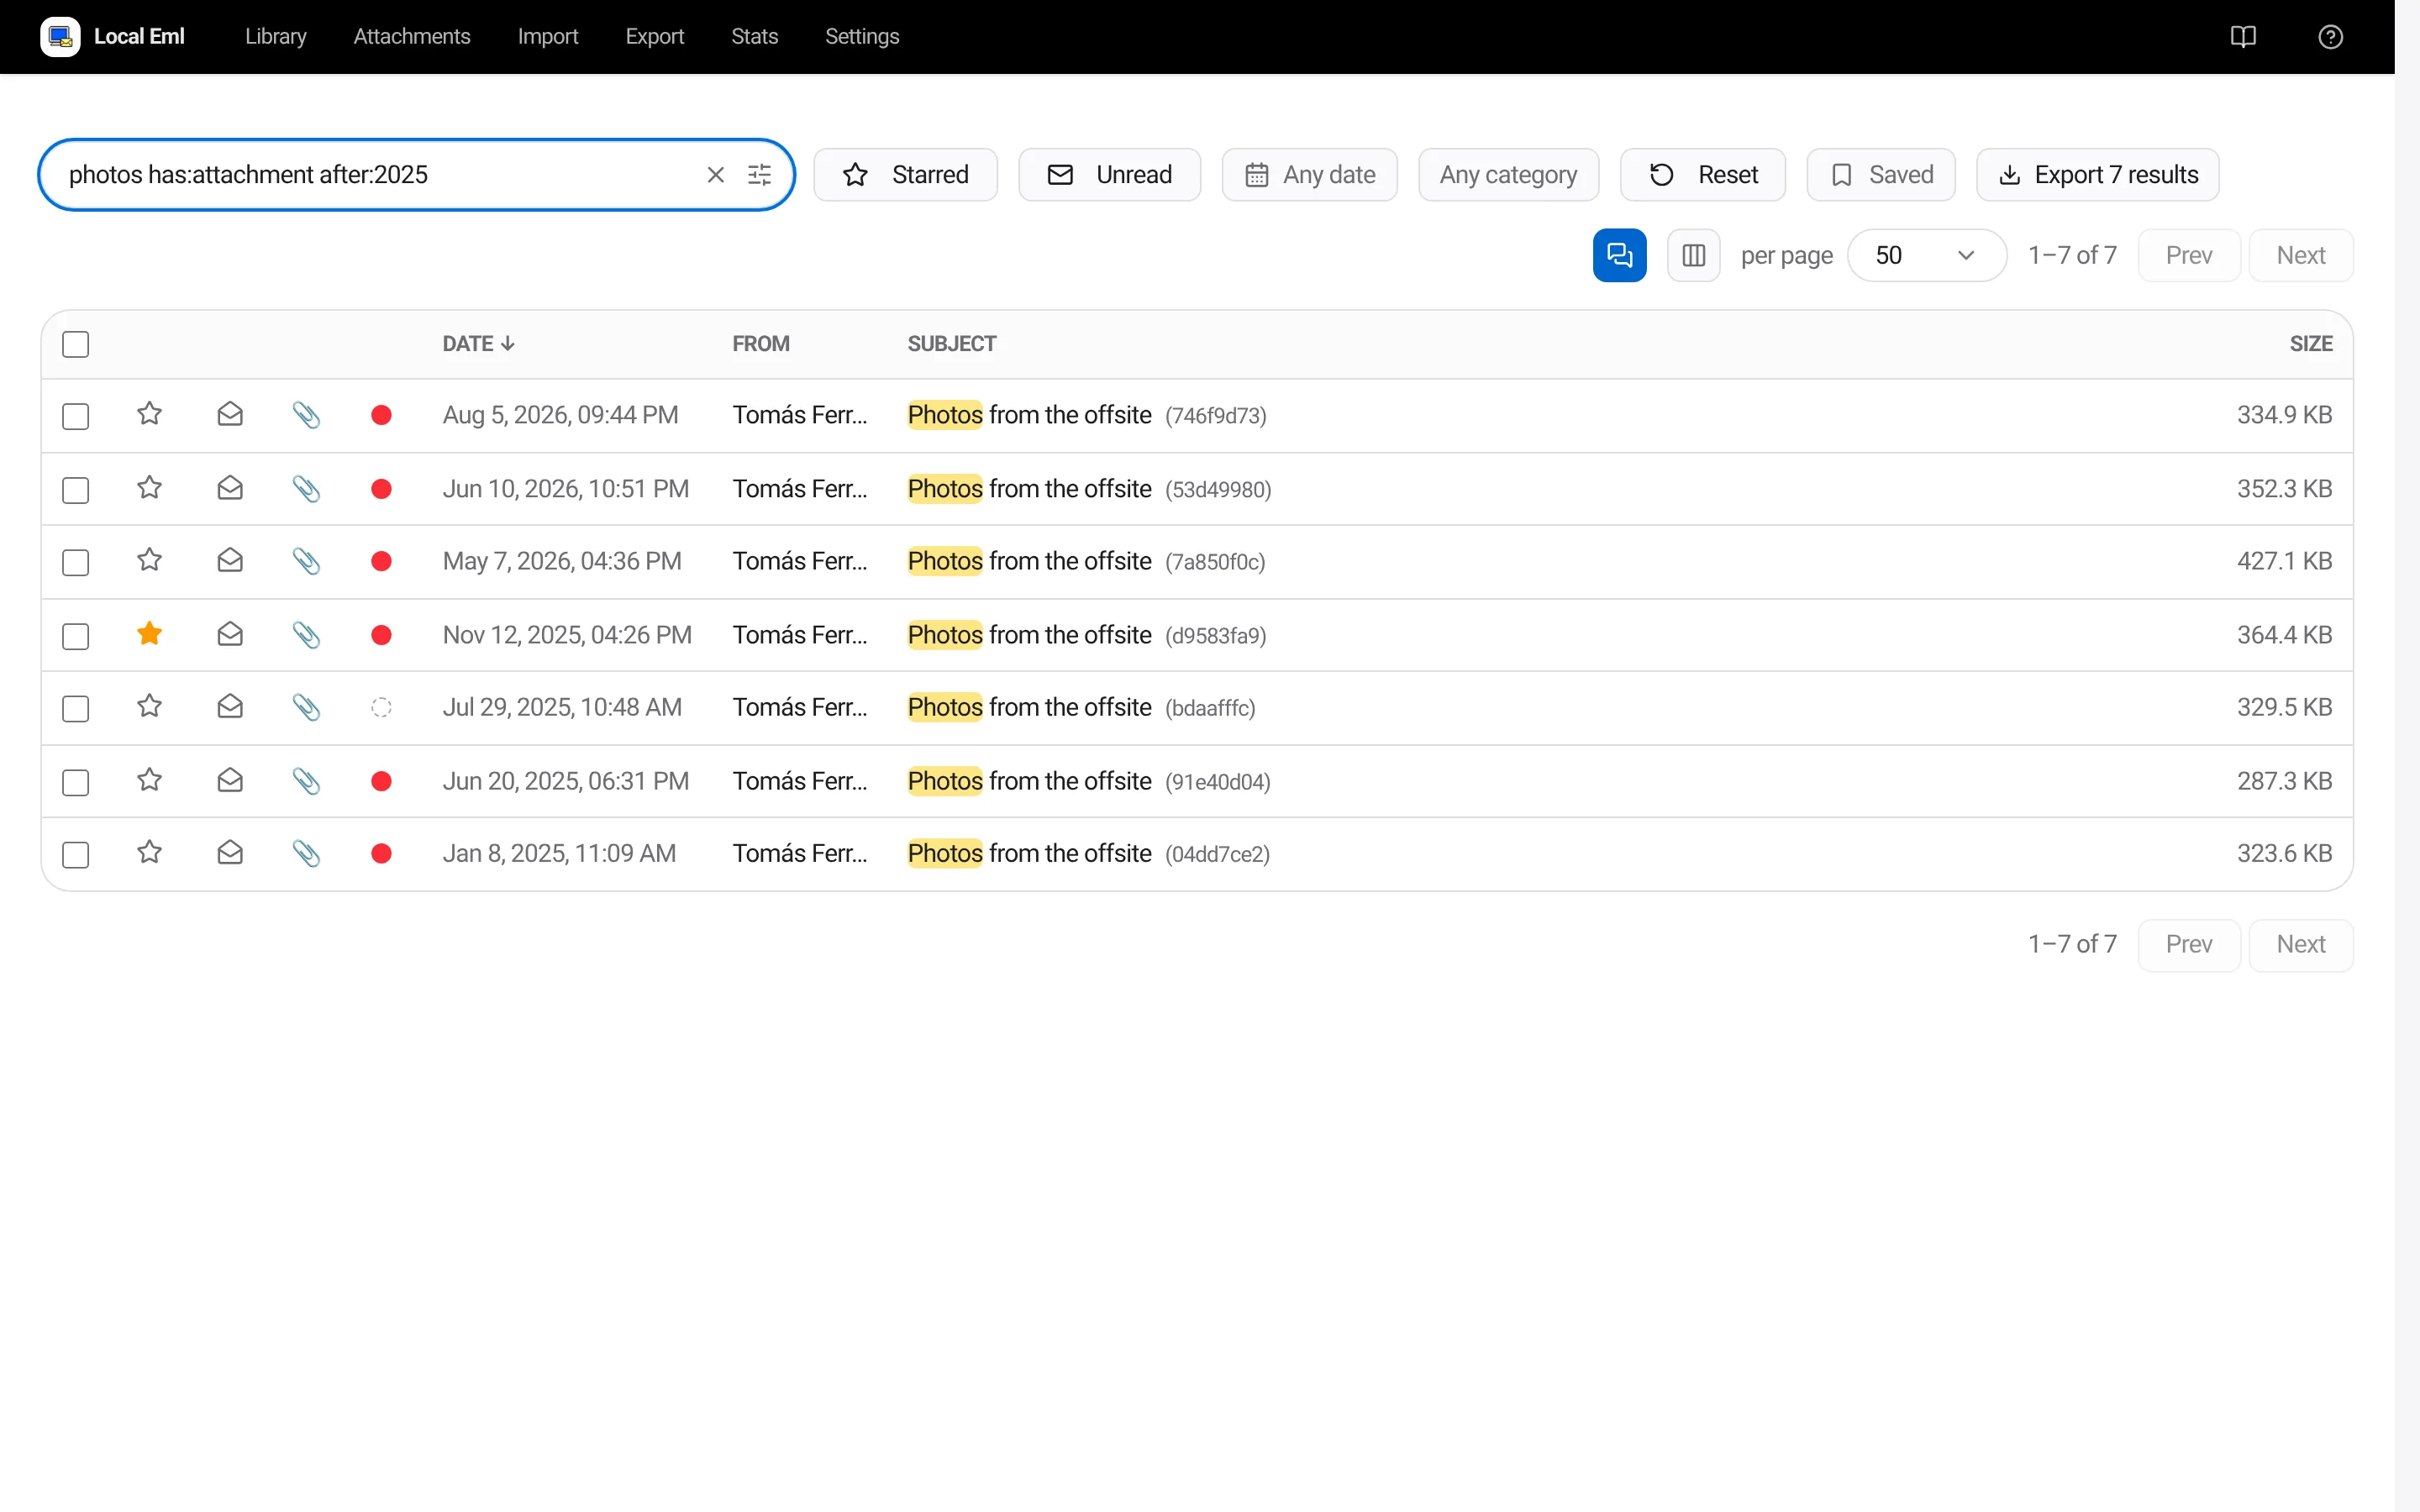 Local Eml Library Attachments Import Export Stats Settings
photos has:attachment after:2025 Starred Unread Any date Any category Reset Saved Export 7 results
per page 50 1–7 of 7 Prev Next
DATE ↓ FROM SUBJECT SIZE
Aug 5, 2026, 09:44 PM Tomás Ferr... Photos from the offsite (746f9d73) 334.9 KB
Jun 10, 2026, 10:51 PM Tomás Ferr... Photos from the offsite (53d49980) 352.3 KB
May 7, 2026, 04:36 PM Tomás Ferr... Photos from the offsite (7a850f0c) 427.1 KB
Nov 12, 2025, 04:26 PM Tomás Ferr... Photos from the offsite (d9583fa9) 364.4 KB
Jul 29, 2025, 10:48 AM Tomás Ferr... Photos from the offsite (bdaafffc) 329.5 KB
Jun 20, 2025, 06:31 PM Tomás Ferr... Photos from the offsite (91e40d04) 287.3 KB
Jan 8, 2025, 11:09 AM Tomás Ferr... Photos from the offsite (04dd7ce2) 323.6 KB
1–7 of 7 Prev Next